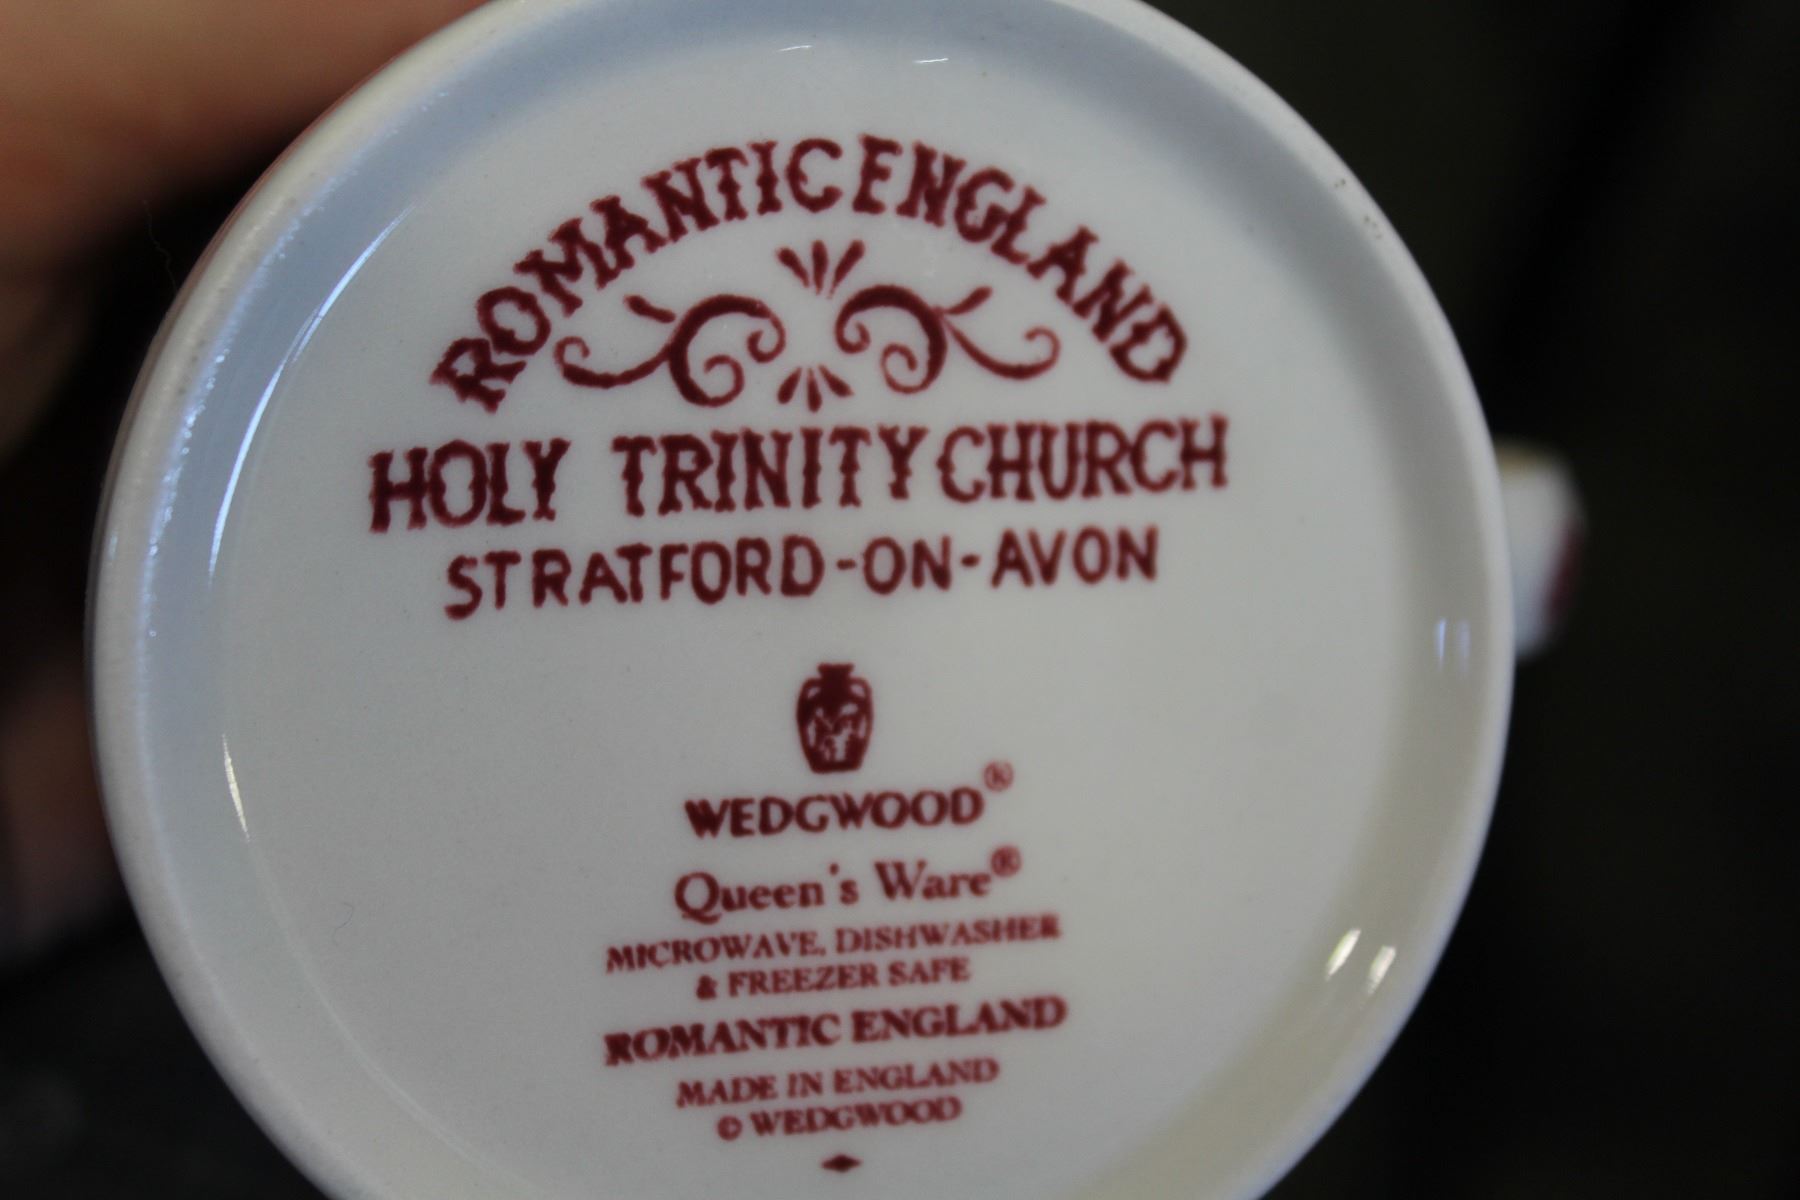 ROMANTIC ENGLAND
HOLY TRINITY CHURCH
STRATFORD-ON-AVON
WEDGWOOD®
Queen's Ware®
MICROWAVE, DISHWASHER
& FREEZER SAFE
ROMANTIC ENGLAND
MADE IN ENGLAND
© WEDGWOOD